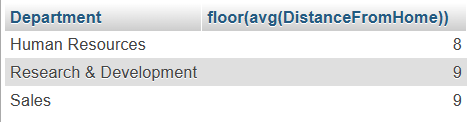 Department floor(avg(DistanceFromHome))
Human Resources 8
Research & Development 9
Sales 9